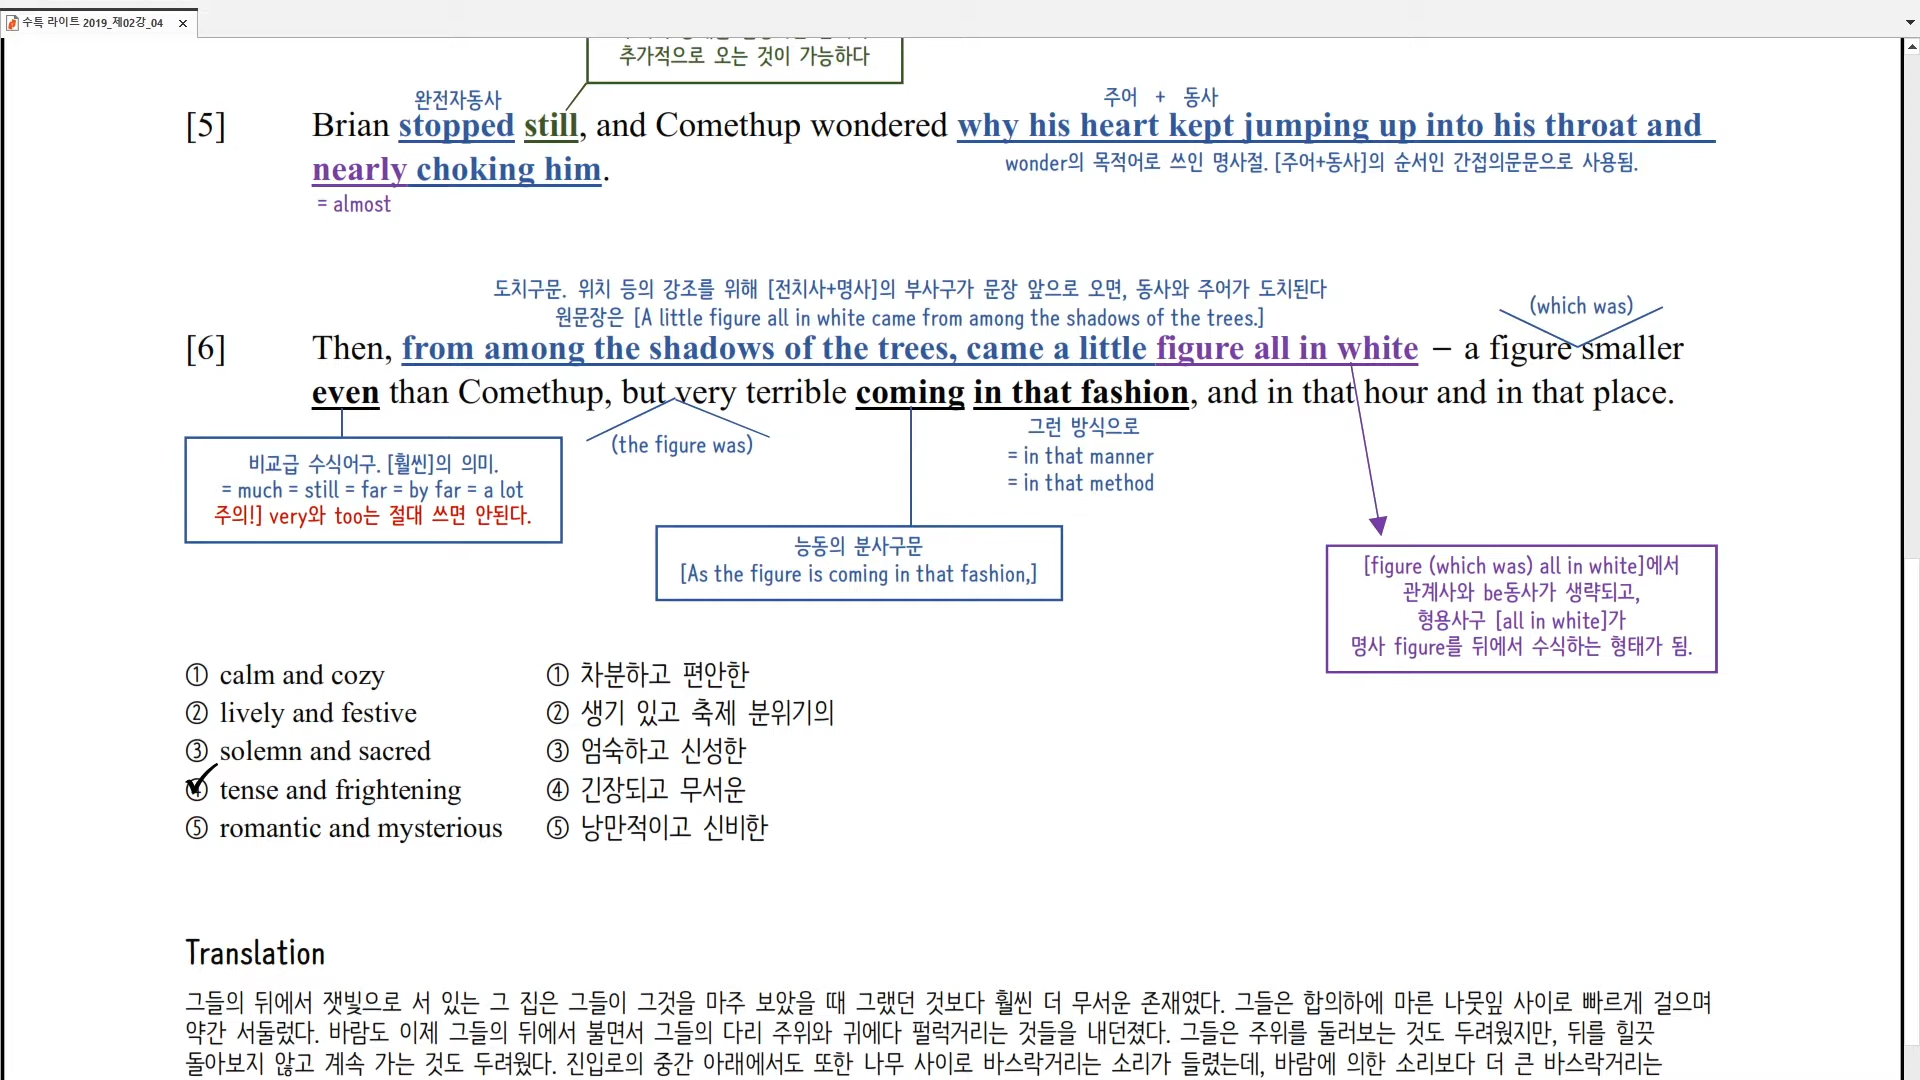 수특 라이트 2019_제02강_04
추가적으로 오는 것이 가능하다
완전자동사
주어 + 동사
[5] Brian stopped still, and Comethup wondered why his heart kept jumping up into his throat and
wonder의 목적어로 쓰인 명사절. [주어+동사]의 순서인 간접의문문으로 사용됨.
nearly choking him.
= almost
도치구문. 위치 등의 강조를 위해 [전치사+명사]의 부사구가 문장 앞으로 오면, 동사와 주어가 도치된다
원문장은 [A little figure all in white came from among the shadows of the trees.]
(which was)
[6] Then, from among the shadows of the trees, came a little figure all in white – a figure smaller
even than Comethup, but very terrible coming in that fashion, and in that hour and in that place.
(the figure was)
그런 방식으로
= in that manner
= in that method
비교급 수식어구. [훨씬]의 의미.
= much = still = far = by far = a lot
주의!] very와 too는 절대 쓰면 안된다.
능동의 분사구문
[As the figure is coming in that fashion,]
[figure (which was) all in white]에서
관계사와 be동사가 생략되고,
형용사구 [all in white]가
명사 figure를 뒤에서 수식하는 형태가 됨.
① calm and cozy
② lively and festive
③ solemn and sacred
④ tense and frightening
⑤ romantic and mysterious
① 차분하고 편안한
② 생기 있고 축제 분위기의
③ 엄숙하고 신성한
④ 긴장되고 무서운
⑤ 낭만적이고 신비한
Translation
그들의 뒤에서 잿빛으로 서 있는 그 집은 그들이 그것을 마주 보았을 때 그랬던 것보다 훨씬 더 무서운 존재였다. 그들은 합의하에 마른 나뭇잎 사이로 빠르게 걸으며
약간 서둘렀다. 바람도 이제 그들의 뒤에서 불면서 그들의 다리 주위와 귀에다 펄럭거리는 것들을 내던졌다. 그들은 주위를 둘러보는 것도 두려웠지만, 뒤를 힐끗
돌아보지 않고 계속 가는 것도 두려웠다. 진입로의 중간 아래에서도 또한 나무 사이로 바스락거리는 소리가 들렸는데, 바람에 의한 소리보다 더 큰 바스락거리는